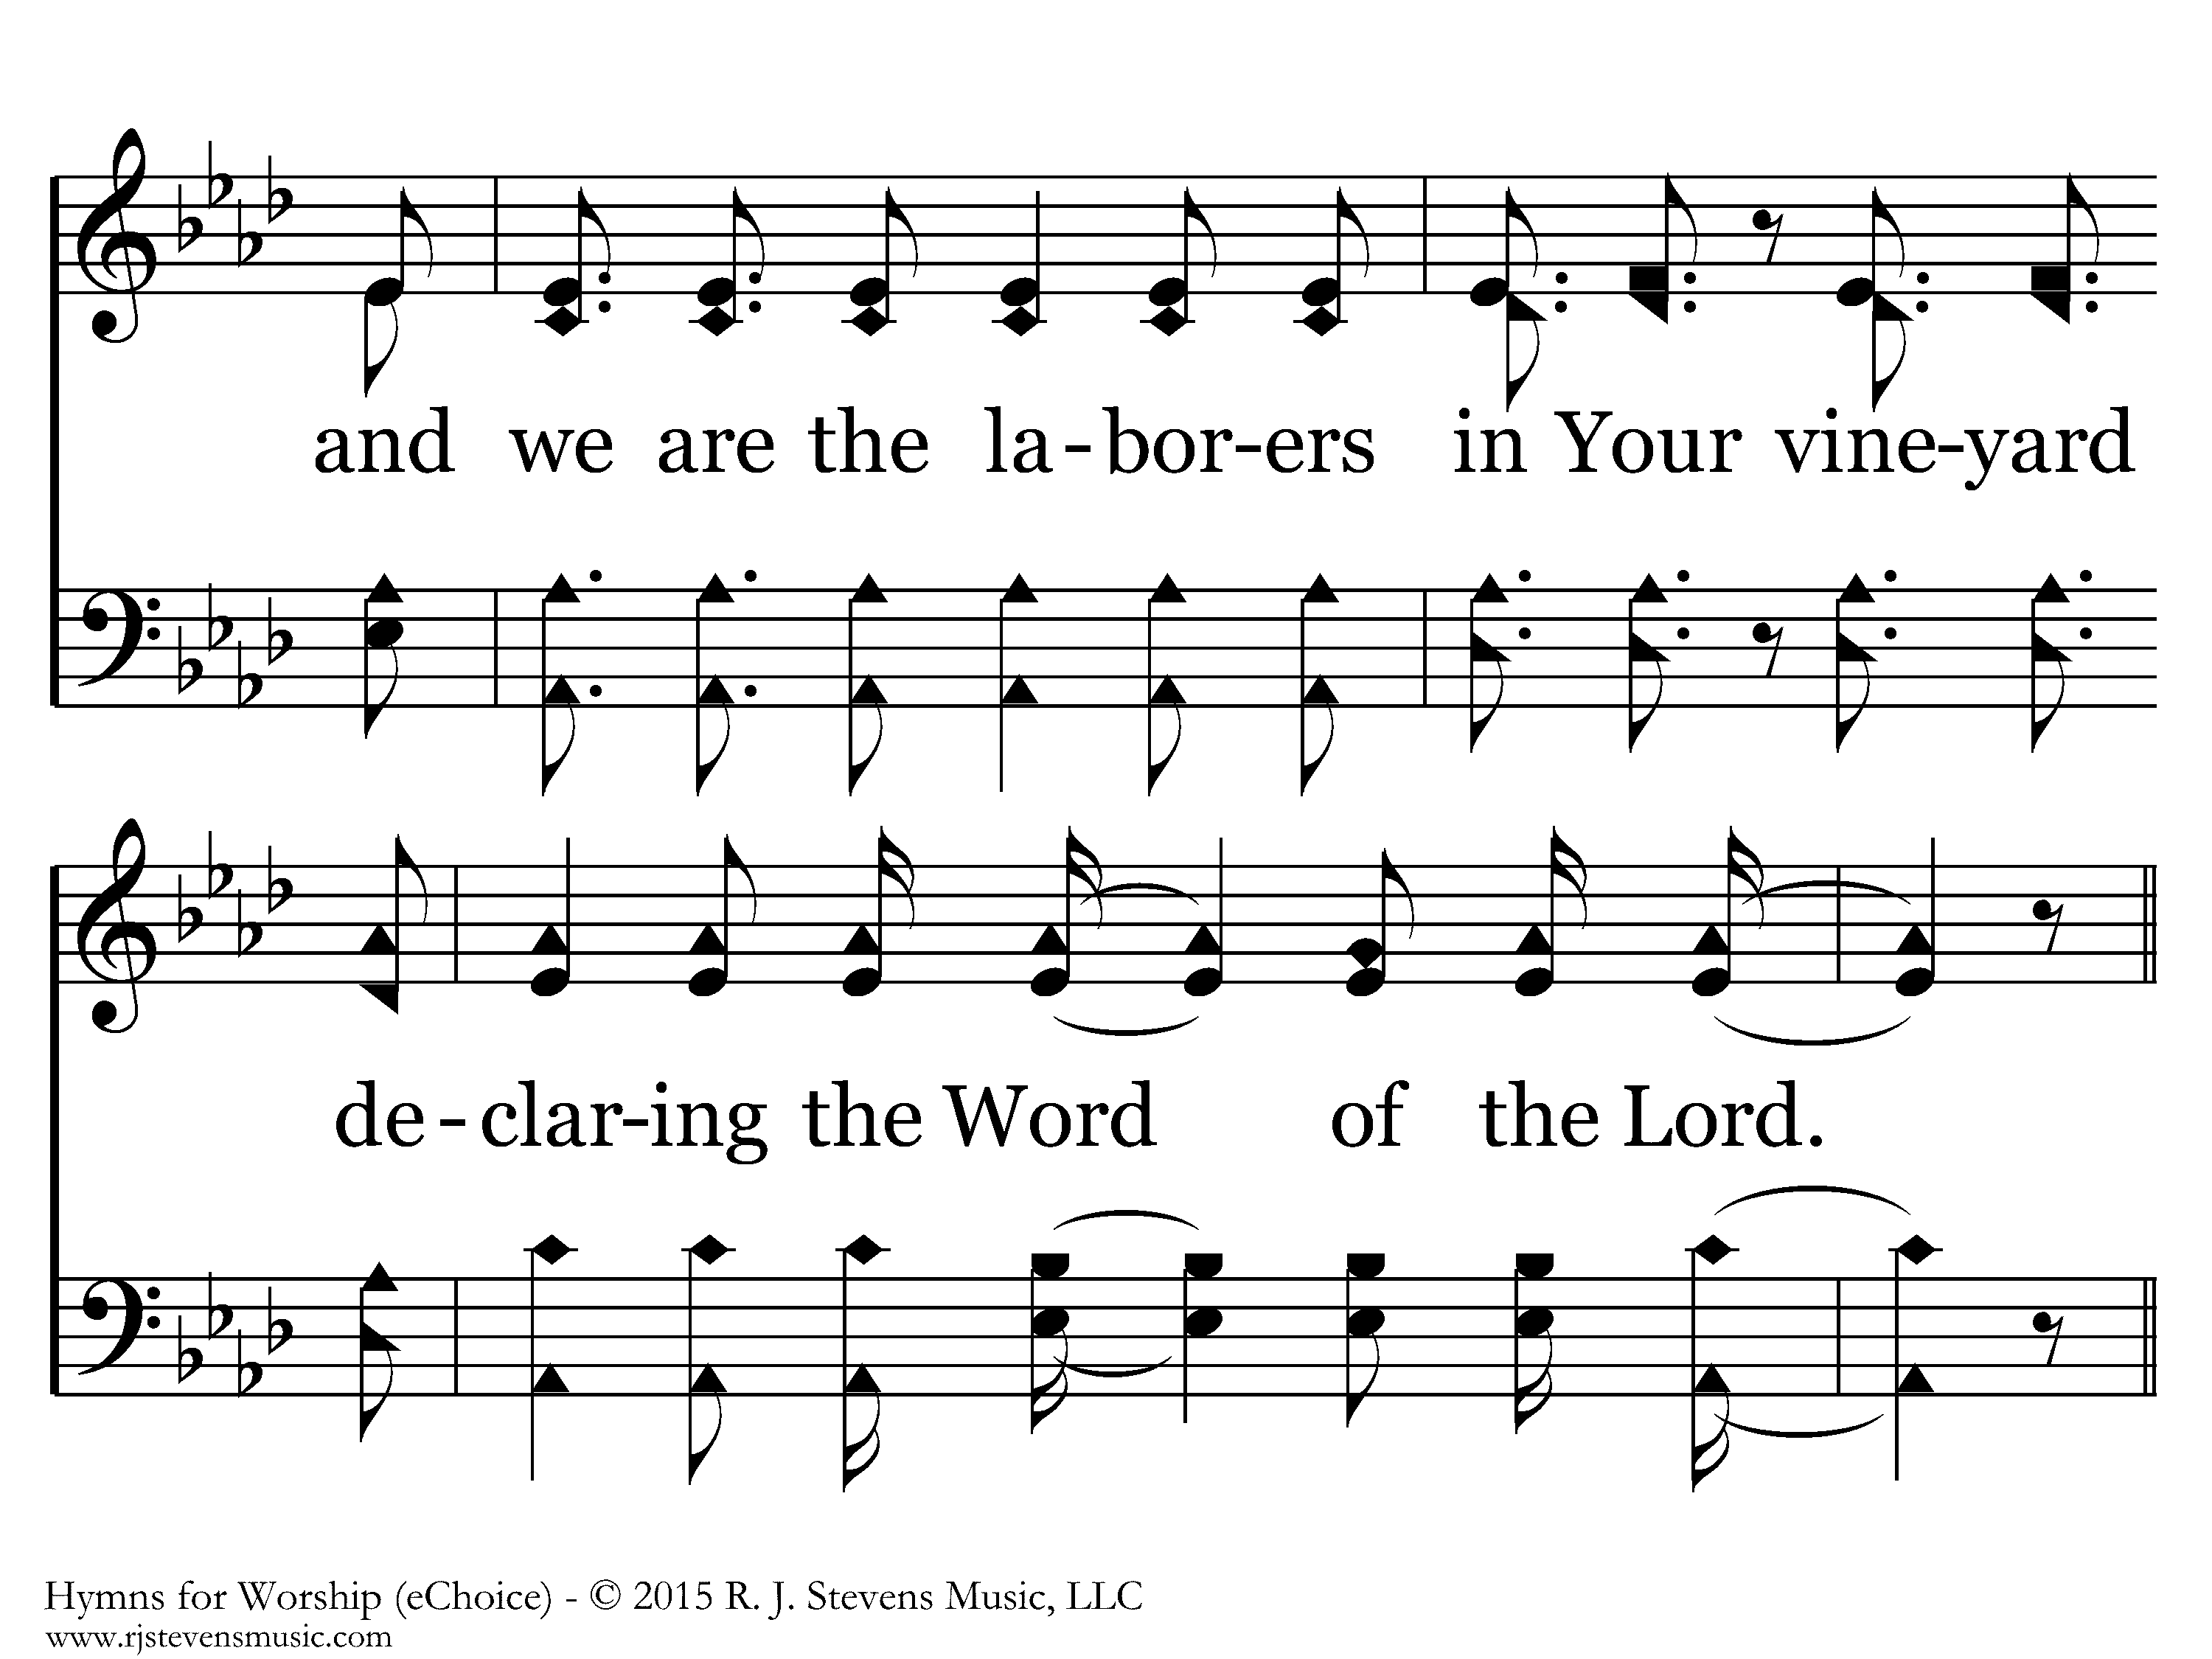 and we are the la-bor-ers in Your vine-yard
de-clar-ing the Word of the Lord.
Hymns for Worship (eChoice) - © 2015 R. J. Stevens Music, LLC
www.rjstevensmusic.com